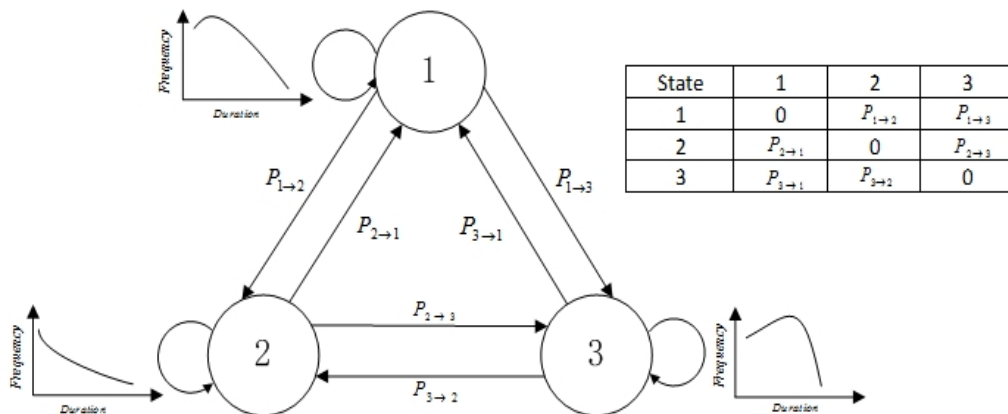 Frequency
Duration
1
State 1 2 3
1 0 P1→2 P1→3
2 P2→1 0 P2→3
3 P3→1 P3→2 0
P1→2
P2→1
P3→1
P1→3
Frequency
Duration
2
P2→3
P3→2
3
Frequency
Duration